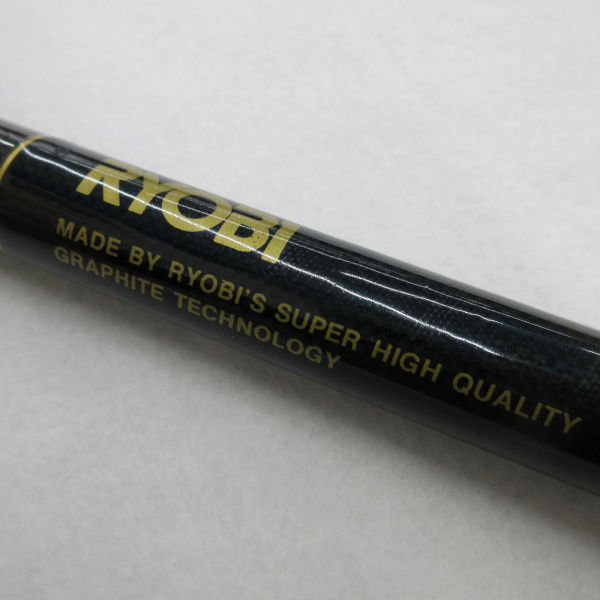 RYOBI
MADE BY RYOBI'S SUPER HIGH QUALITY
GRAPHITE TECHNOLOGY